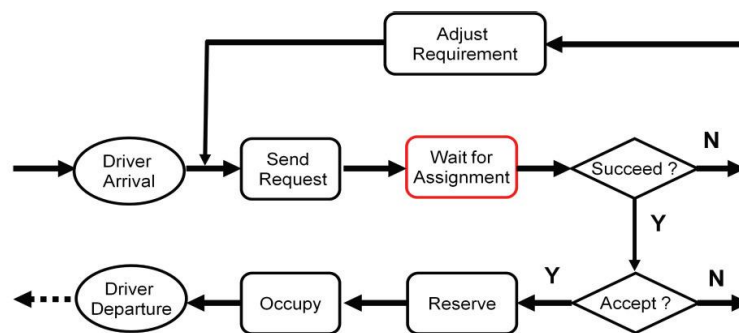 Adjust
Requirement
Driver
Arrival
Send
Request
Wait for
Assignment
Succeed ?
N
Y
Driver
Departure
Occupy
Reserve
Y
Accept ?
N